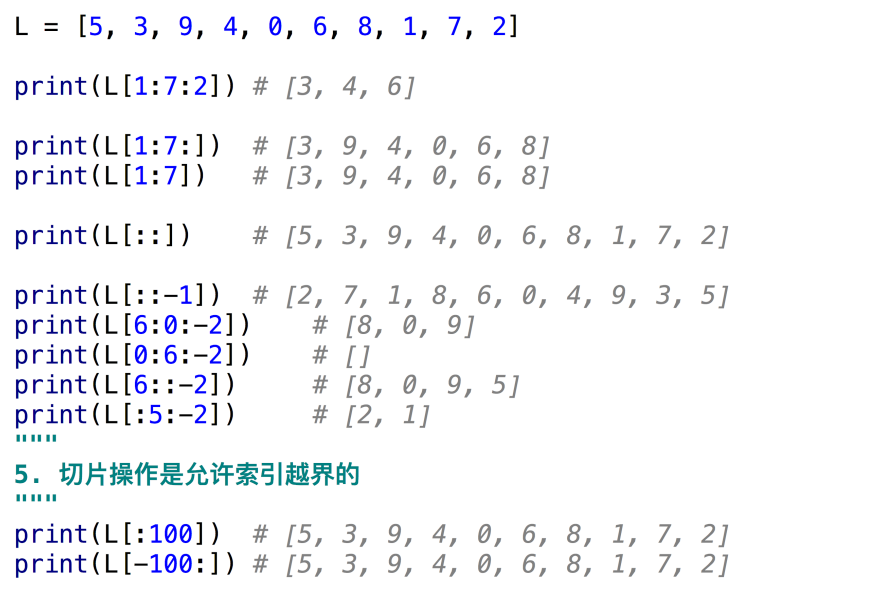 L = [5, 3, 9, 4, 0, 6, 8, 1, 7, 2]
print(L[1:7:2]) # [3, 4, 6]
print(L[1:7:])  # [3, 9, 4, 0, 6, 8]
print(L[1:7])   # [3, 9, 4, 0, 6, 8]
print(L[::])    # [5, 3, 9, 4, 0, 6, 8, 1, 7, 2]
print(L[::-1])  # [2, 7, 1, 8, 6, 0, 4, 9, 3, 5]
print(L[6:0:-2])    # [8, 0, 9]
print(L[0:6:-2])    # []
print(L[6::-2])     # [8, 0, 9, 5]
print(L[:5:-2])     # [2, 1]
"""
5. 切片操作是允许索引越界的
"""
print(L[:100])  # [5, 3, 9, 4, 0, 6, 8, 1, 7, 2]
print(L[-100:]) # [5, 3, 9, 4, 0, 6, 8, 1, 7, 2]